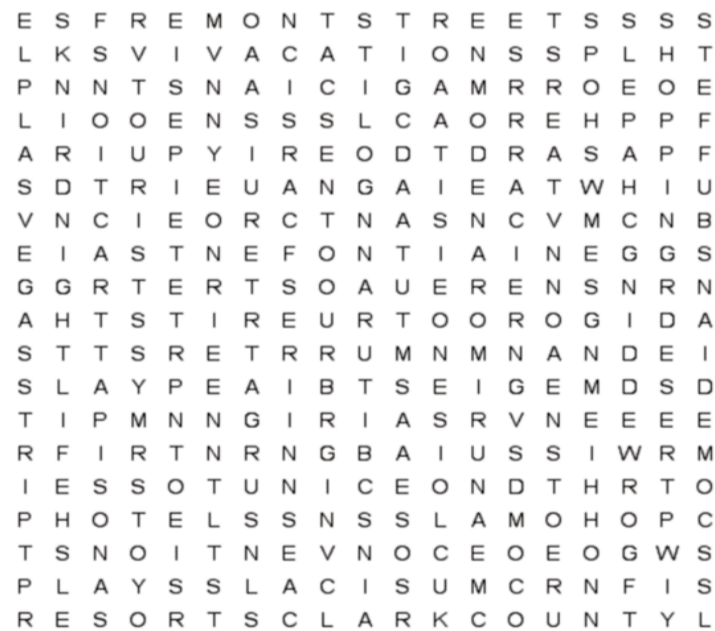 E S F R E M O N T S T R E E T S S S S
L K S V I V A C A T I O N S S P L H T
P N N T S N A I C I G A M R R O E O E
L I O O E N S S S L C A O R E H P P F
A R I U P Y I R E O D T D R A S A P F
S D T R I E U A N G A I E A T W H I U
V N C I E O R C T N A S N C V M C N B
E I A S T N E F O N T I A I N E G G S
G G R T E R T S O A U E R E N S N R N
A H T S T I R E U R T O O R O G I D A
S T T S R E T R R U M N M N A N D E I
S L A Y P E A I B T S E I G E M D S D
T I P M N N G I R I A S R V N E E E E
R F I R T N R N G B A I U S S I W R M
I E S S O T U N I C E O N D T H R T O
P H O T E L S S N S S L A M O H O P C
T S N O I T N E V N O C E O E O G W S
P L A Y S S L A C I S U M C R N F I S
R E S O R T S C L A R K C O U N T Y L